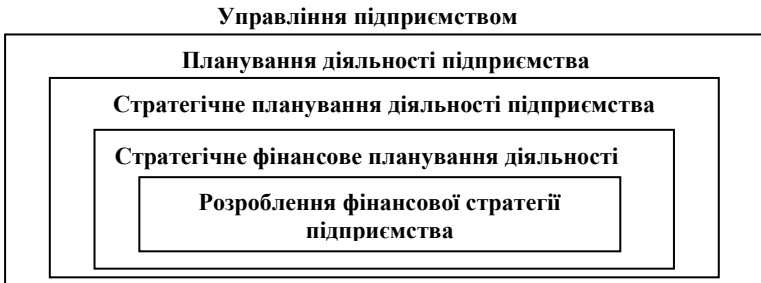 Управління підприємством
Планування діяльності підприємства
Стратегічне планування діяльності підприємства
Стратегічне фінансове планування діяльності
Розроблення фінансової стратегії
підприємства